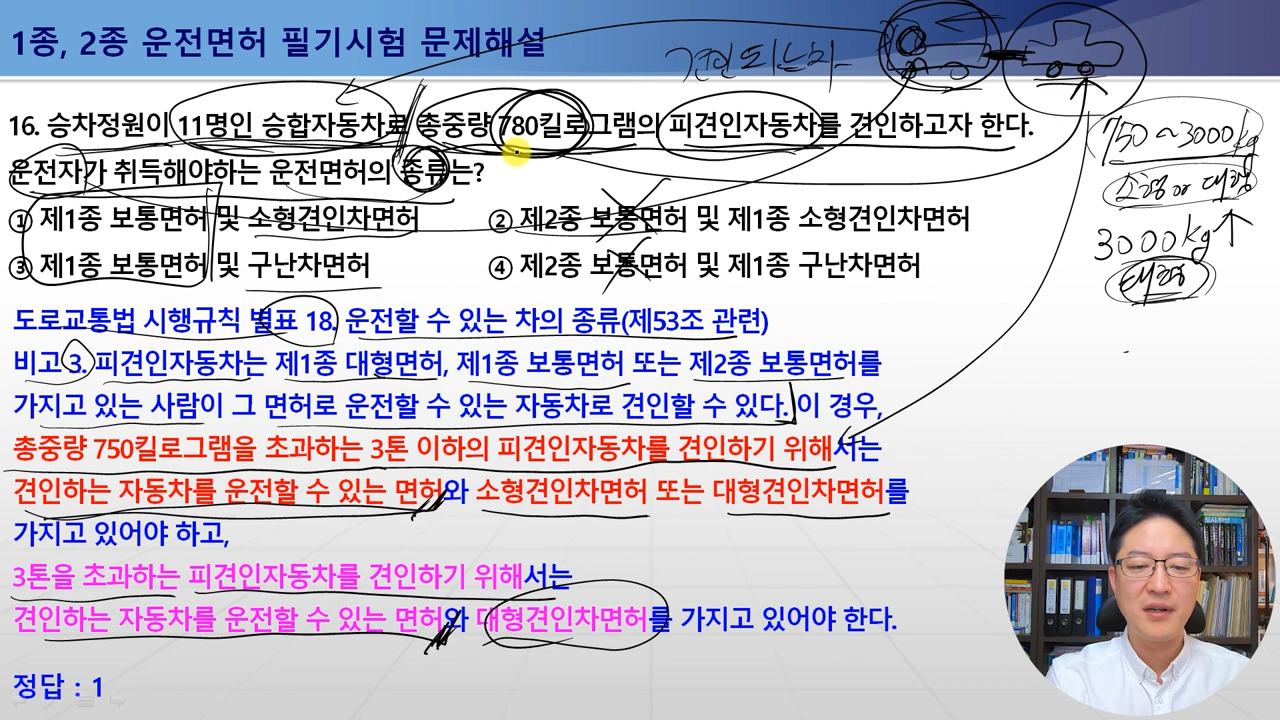 1종, 2종 운전면허 필기시험 문제해설
견인 되는차
16. 승차정원이 11명인 승합자동차로 총중량 780킬로그램의 피견인자동차를 견인하고자 한다.
운전자가 취득해야하는 운전면허의 종류는?
① 제1종 보통면허 및 소형견인차면허
② 제2종 보통면허 및 제1종 소형견인차면허
③ 제1종 보통면허 및 구난차면허
④ 제2종 보통면허 및 제1종 구난차면허
750~3000kg
소형 or 대형
3000kg↑
대형
도로교통법 시행규칙 별표 18. 운전할 수 있는 차의 종류(제53조 관련)
비고 3. 피견인자동차는 제1종 대형면허, 제1종 보통면허 또는 제2종 보통면허를
가지고 있는 사람이 그 면허로 운전할 수 있는 자동차로 견인할 수 있다. 이 경우,
총중량 750킬로그램을 초과하는 3톤 이하의 피견인자동차를 견인하기 위해서는
견인하는 자동차를 운전할 수 있는 면허와 소형견인차면허 또는 대형견인차면허를
가지고 있어야 하고,
3톤을 초과하는 피견인자동차를 견인하기 위해서는
견인하는 자동차를 운전할 수 있는 면허와 대형견인차면허를 가지고 있어야 한다.
정답 : 1